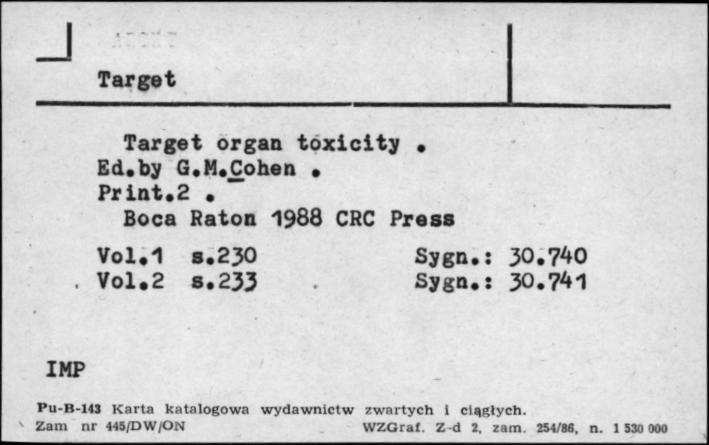 Target
Target organ toxicity .
Ed.by G.M.Cohen .
Print.2 .
Boca Raton 1988 CRC Press
Vol.1 s.230 Sygn.: 30.740
Vol.2 s.233 Sygn.: 30.741
IMP
Pu-B-143 Karta katalogowa wydawnictw zwartych i ciągłych.
Zam nr 445/DW/ON WZGraf. Z-d 2, zam. 254/86, n. 1 530 000